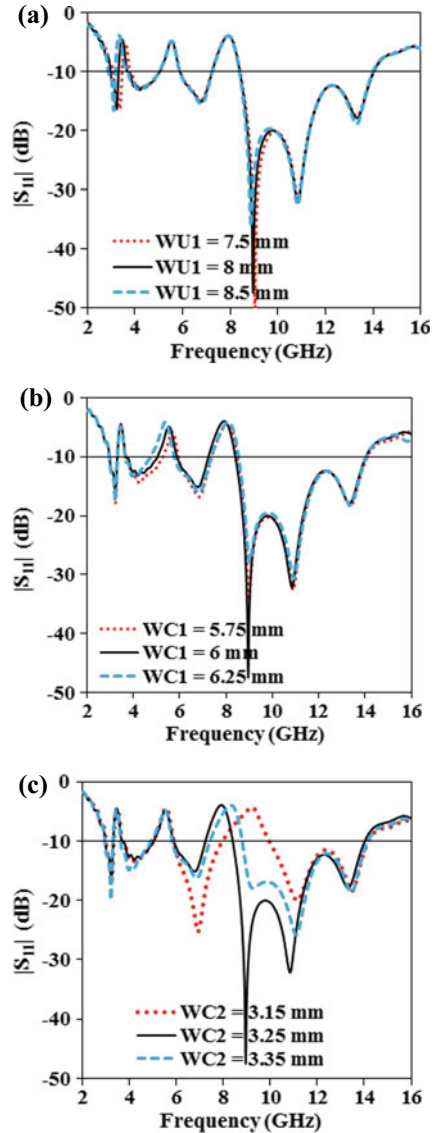 (a)
0
-10
-20
-30
-40
-50
|S11| (dB)
WU1 = 7.5 mm
WU1 = 8 mm
WU1 = 8.5 mm
2 4 6 8 10 12 14 16
Frequency (GHz)
(b)
0
-10
-20
-30
-40
-50
|S11| (dB)
WC1 = 5.75 mm
WC1 = 6 mm
WC1 = 6.25 mm
2 4 6 8 10 12 14 16
Frequency (GHz)
(c)
0
-10
-20
-30
-40
-50
|S11| (dB)
WC2 = 3.15 mm
WC2 = 3.25 mm
WC2 = 3.35 mm
2 4 6 8 10 12 14 16
Frequency (GHz)